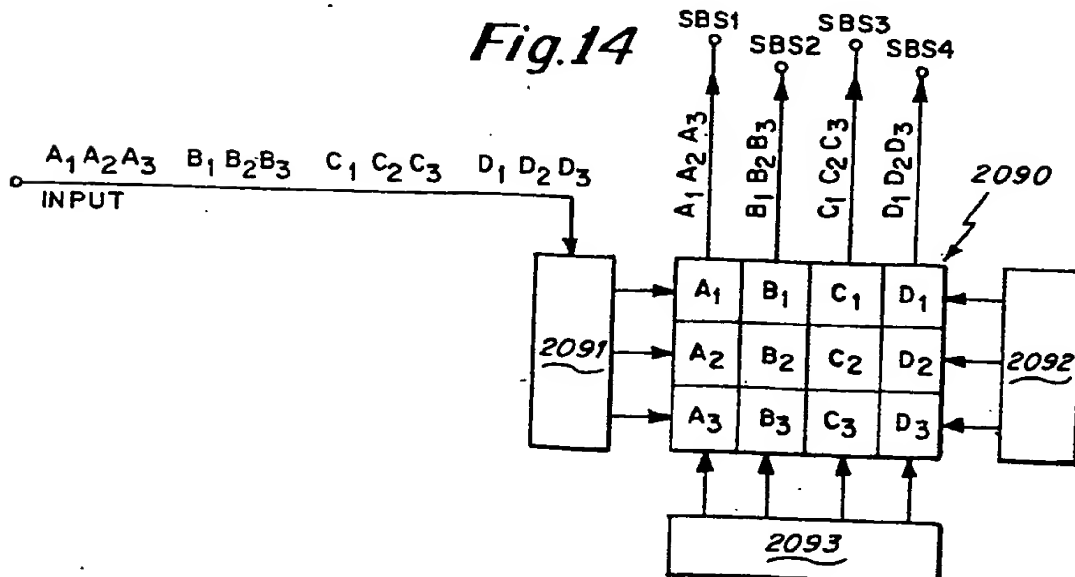 Fig.14
SBS1
SBS2
SBS3
SBS4
A₁ A₂ A₃ B₁ B₂ B₃ C₁ C₂ C₃ D₁ D₂ D₃
INPUT
A₁ A₂ A₃
B₁ B₂ B₃
C₁ C₂ C₃
D₁ D₂ D₃
2090
A₁ B₁ C₁ D₁
2091
A₂ B₂ C₂ D₂
2092
A₃ B₃ C₃ D₃
2093